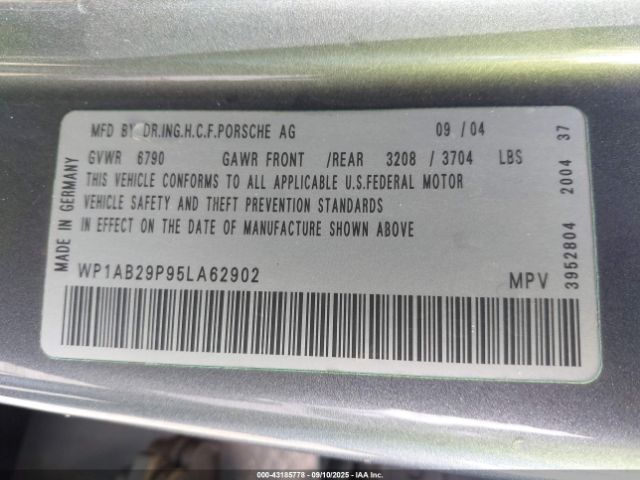 MFD BY DR.ING.H.C.F.PORSCHE AG 09 / 04
GVWR 6790 GAWR FRONT /REAR 3208 / 3704 LBS
THIS VEHICLE CONFORMS TO ALL APPLICABLE U.S.FEDERAL MOTOR
VEHICLE SAFETY AND THEFT PREVENTION STANDARDS
IN EFFECT ON THE DATE OF MANUFACTURE SHOWN ABOVE
WP1AB29P95LA62902 MPV
MADE IN GERMANY
3952804 2004 37
000-43185778 - 09/10/2025 - IAA Inc.